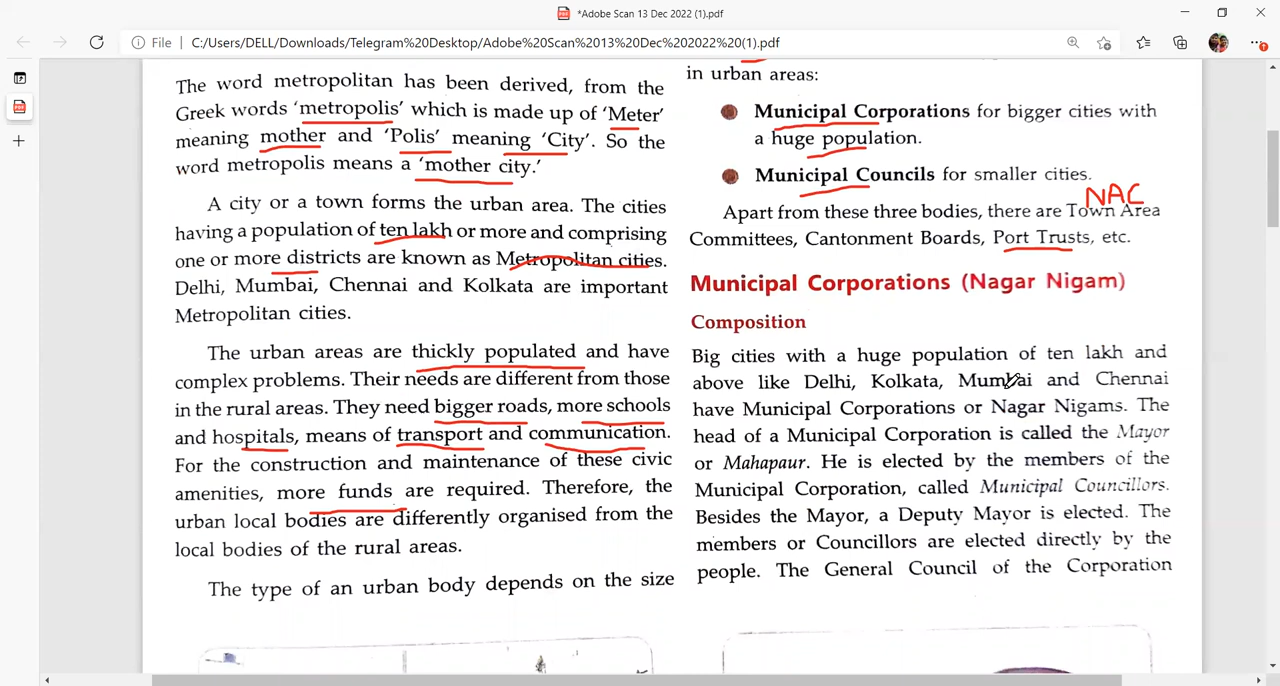 *Adobe Scan 13 Dec 2022 (1).pdf
File
C:/Users/DELL/Downloads/Telegram%20Desktop/Adobe%20Scan%2013%20Dec%202022%20(1).pdf
The word metropolitan has been derived, from the
Greek words ‘metropolis’ which is made up of ‘Meter’
meaning mother and ‘Polis’ meaning ‘City’. So the
word metropolis means a ‘mother city.’
A city or a town forms the urban area. The cities
having a population of ten lakh or more and comprising
one or more districts are known as Metropolitan cities.
Delhi, Mumbai, Chennai and Kolkata are important
Metropolitan cities.
The urban areas are thickly populated and have
complex problems. Their needs are different from those
in the rural areas. They need bigger roads, more schools
and hospitals, means of transport and communication.
For the construction and maintenance of these civic
amenities, more funds are required. Therefore, the
urban local bodies are differently organised from the
local bodies of the rural areas.
The type of an urban body depends on the size
in urban areas:
Municipal Corporations for bigger cities with
a huge population.
Municipal Councils for smaller cities.
NAC
Apart from these three bodies, there are Town Area
Committees, Cantonment Boards, Port Trusts, etc.
Municipal Corporations (Nagar Nigam)
Composition
Big cities with a huge population of ten lakh and
above like Delhi, Kolkata, Mumbai and Chennai
have Municipal Corporations or Nagar Nigams. The
head of a Municipal Corporation is called the Mayor
or Mahapaur. He is elected by the members of the
Municipal Corporation, called Municipal Councillors.
Besides the Mayor, a Deputy Mayor is elected. The
members or Councillors are elected directly by the
people. The General Council of the Corporation